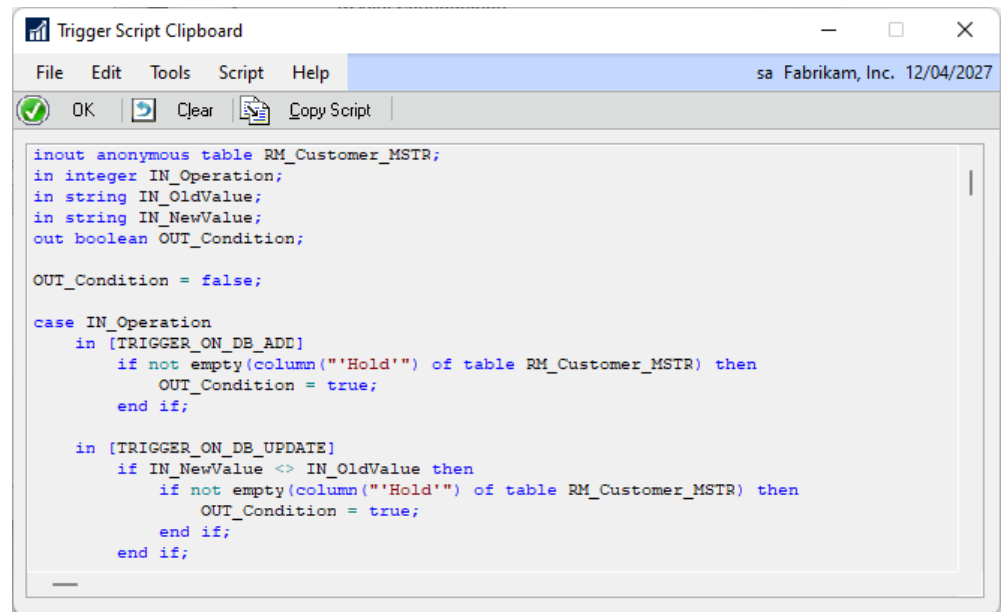 Trigger Script Clipboard
File Edit Tools Script Help sa Fabrikam, Inc. 12/04/2027
OK Clear Copy Script
inout anonymous table RM_Customer_MSTR;
in integer IN_Operation;
in string IN_OldValue;
in string IN_NewValue;
out boolean OUT_Condition;
OUT_Condition = false;
case IN_Operation
in [TRIGGER_ON_DB_ADD]
if not empty(column("'Hold'") of table RM_Customer_MSTR) then
OUT_Condition = true;
end if;
in [TRIGGER_ON_DB_UPDATE]
if IN_NewValue <> IN_OldValue then
if not empty(column("'Hold'") of table RM_Customer_MSTR) then
OUT_Condition = true;
end if;
end if;